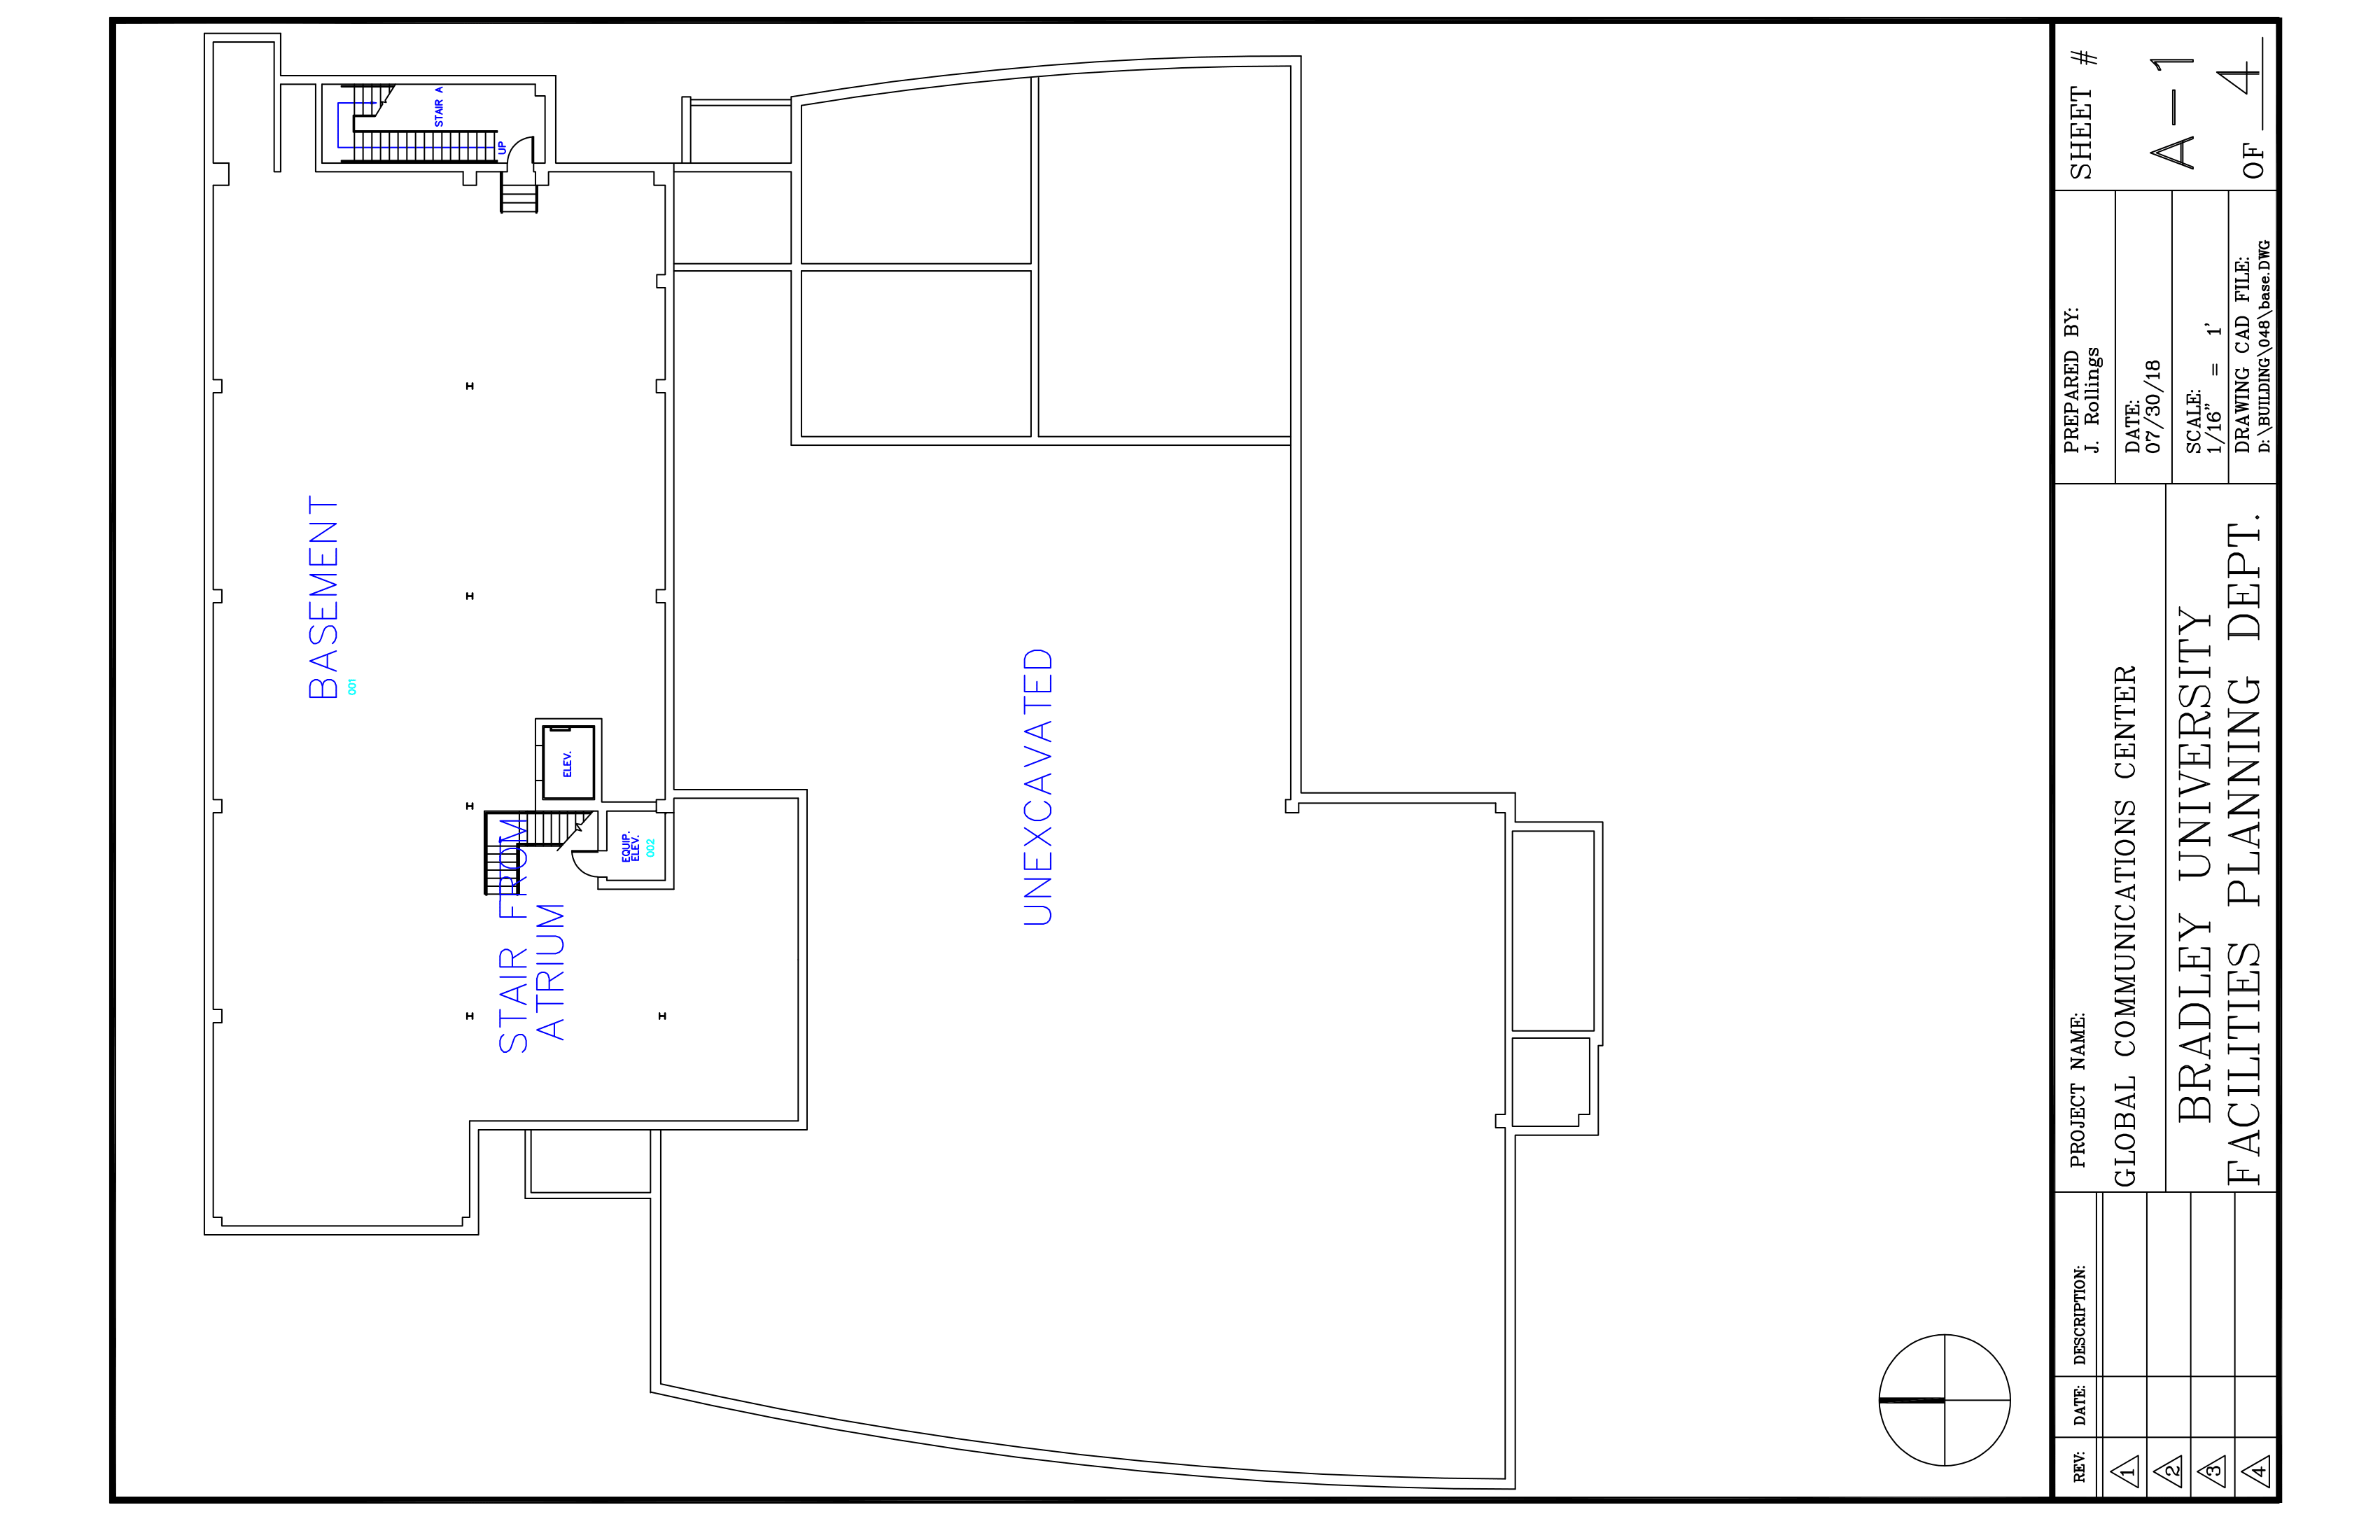 BASEMENT
001
STAIR A
UP
ELEV.
EQUIP.
ELEV.
002
STAIR FROM
ATRIUM
UNEXCAVATED
REV:
DATE:
DESCRIPTION:
1
2
3
4
PROJECT NAME:
GLOBAL COMMUNICATIONS CENTER
BRADLEY UNIVERSITY
FACILITIES PLANNING DEPT.
PREPARED BY:
J. Rollings
DATE:
07/30/18
SCALE:
1/16" = 1'
DRAWING CAD FILE:
D:\BUILDING\048\base.DWG
SHEET #
A-1
OF 4